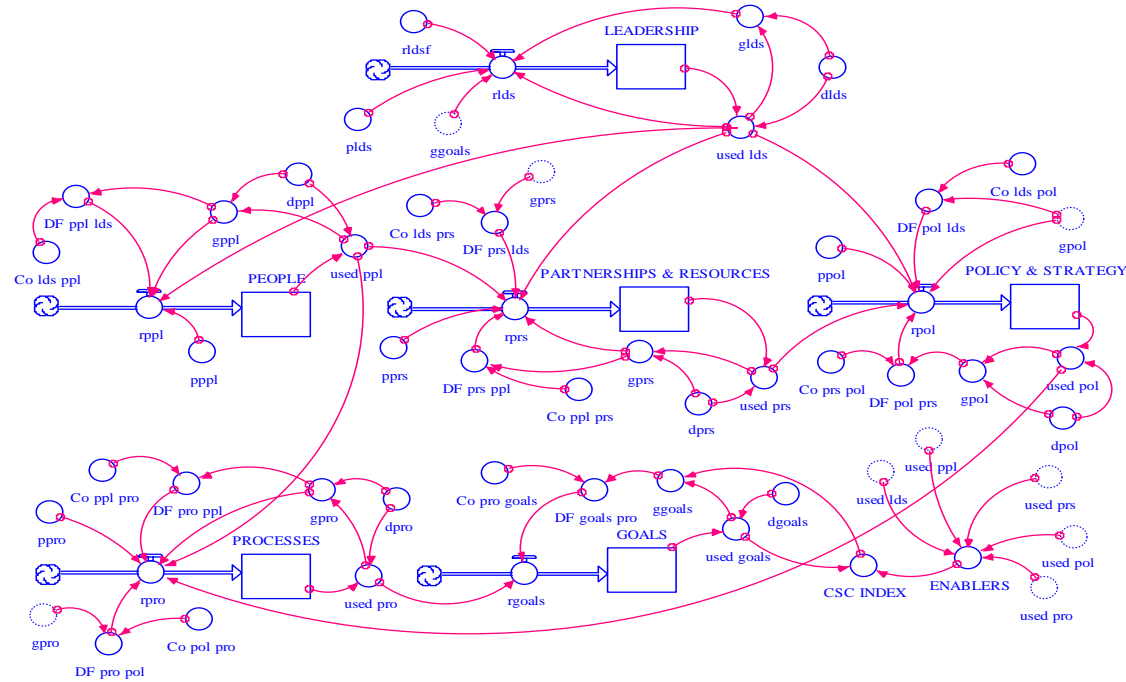 LEADERSHIP
rldsf
glds
rlds
dlds
plds
ggoals
used lds
dppl
gprs
Co lds pol
DF ppl lds
gppl
Co lds prs
DF prs lds
DF pol lds
gpol
used ppl
Co lds ppl
PEOPLE
PARTNERSHIPS & RESOURCES
ppol
POLICY & STRATEGY
rppl
rprs
rpol
pppl
pprs
DF prs ppl
gprs
used prs
Co prs pol
DF pol prs
gpol
used pol
Co ppl prs
dprs
dpol
used ppl
Co ppl pro
DF pro ppl
Co pro goals
used lds
used prs
ppro
gpro
dpro
DF goals pro
ggoals
dgoals
PROCESSES
GOALS
used goals
used pol
rpro
used pro
rgoals
CSC INDEX
ENABLERS
used pro
gpro
Co pol pro
DF pro pol